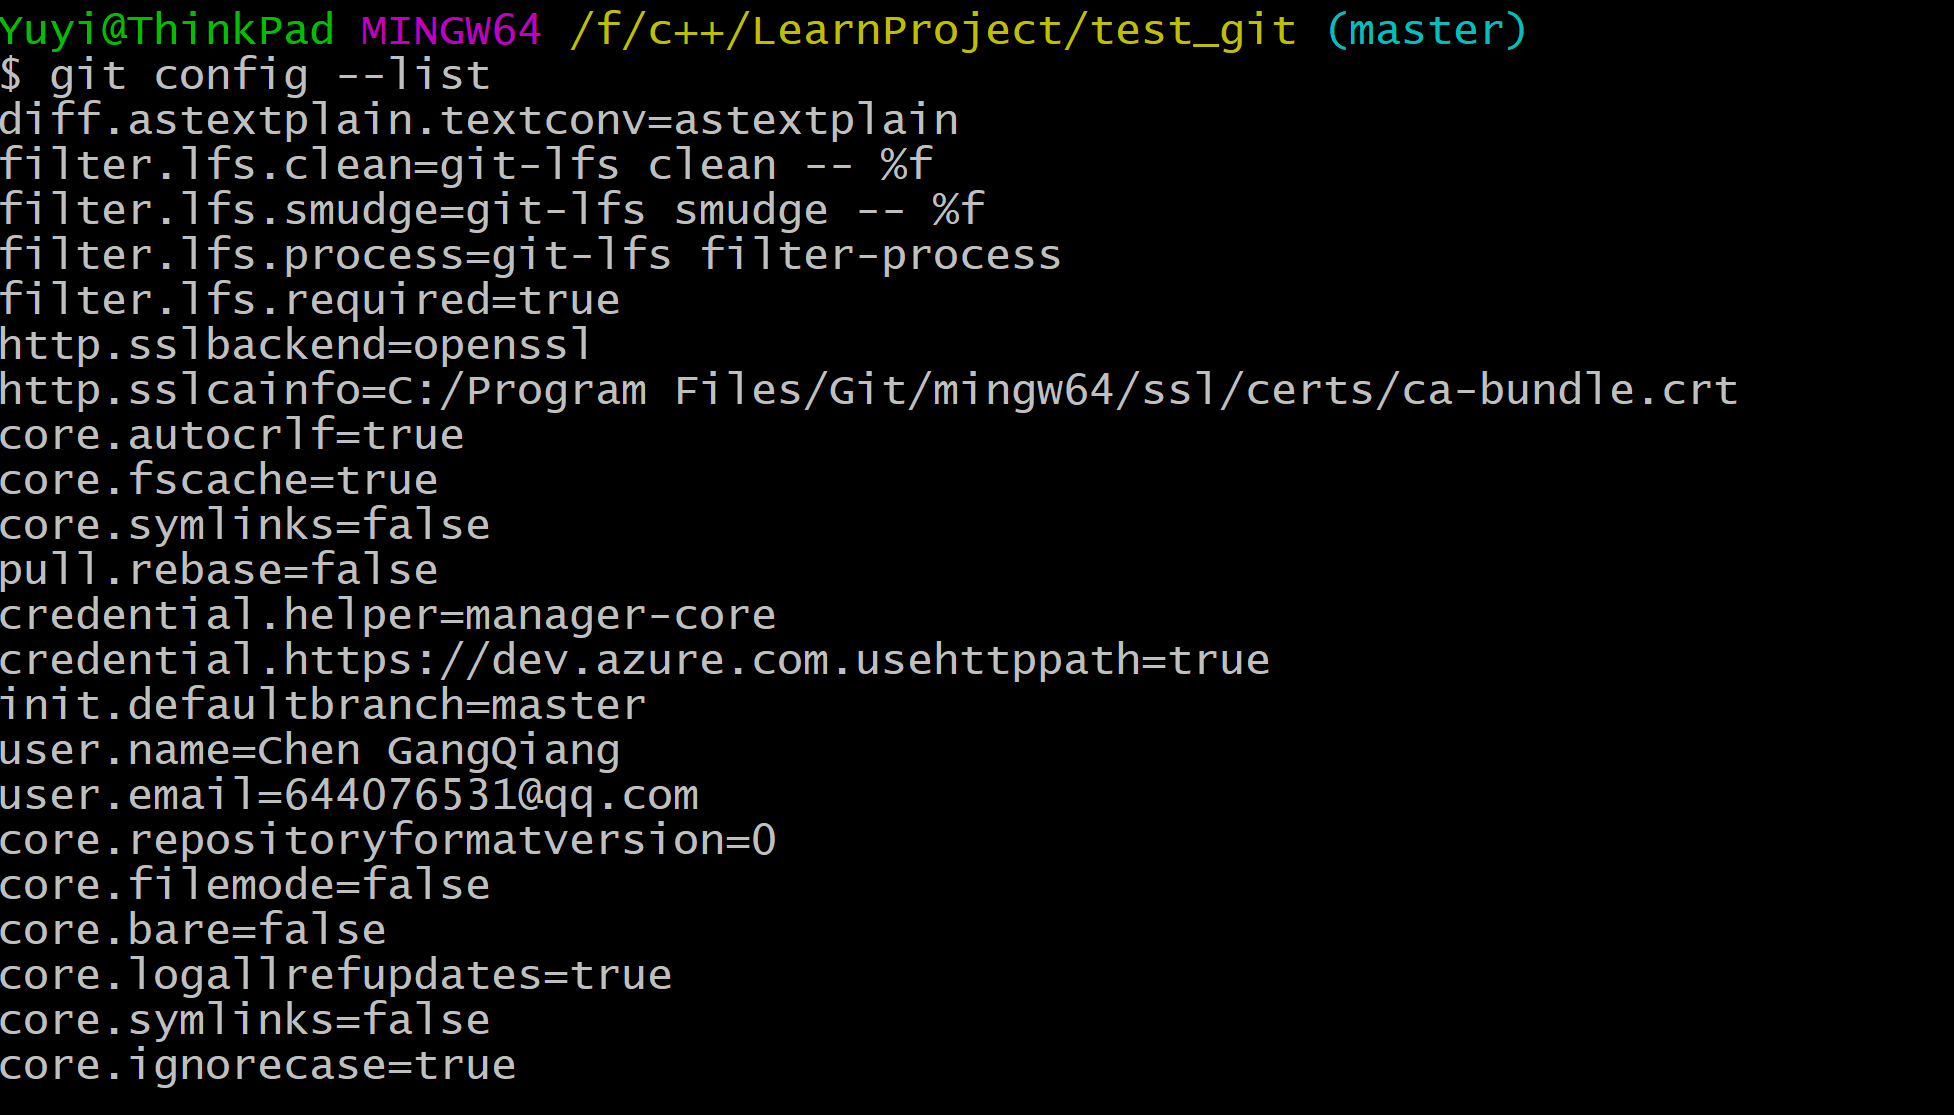 Yuyi@ThinkPad MINGW64 /f/c++/LearnProject/test_git (master)
$ git config --list
diff.astextplain.textconv=astextplain
filter.lfs.clean=git-lfs clean -- %f
filter.lfs.smudge=git-lfs smudge -- %f
filter.lfs.process=git-lfs filter-process
filter.lfs.required=true
http.sslbackend=openssl
http.sslcainfo=C:/Program Files/Git/mingw64/ssl/certs/ca-bundle.crt
core.autocrlf=true
core.fscache=true
core.symlinks=false
pull.rebase=false
credential.helper=manager-core
credential.https://dev.azure.com.usehttppath=true
init.defaultbranch=master
user.name=Chen GangQiang
user.email=644076531@qq.com
core.repositoryformatversion=0
core.filemode=false
core.bare=false
core.logallrefupdates=true
core.symlinks=false
core.ignorecase=true